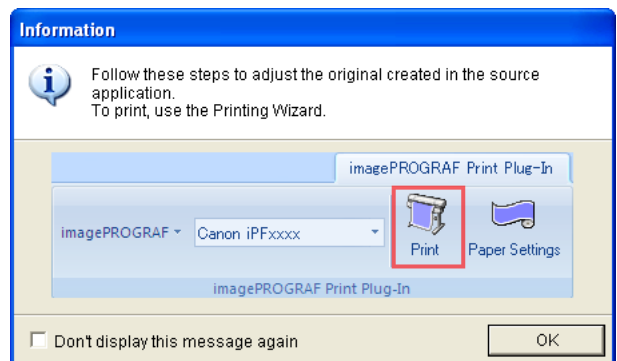 Information
Follow these steps to adjust the original created in the source
application.
To print, use the Printing Wizard.
imagePROGRAF Print Plug-In
imagePROGRAF
Canon iPFxxxx
Print
Paper Settings
imagePROGRAF Print Plug-In
Don't display this message again
OK